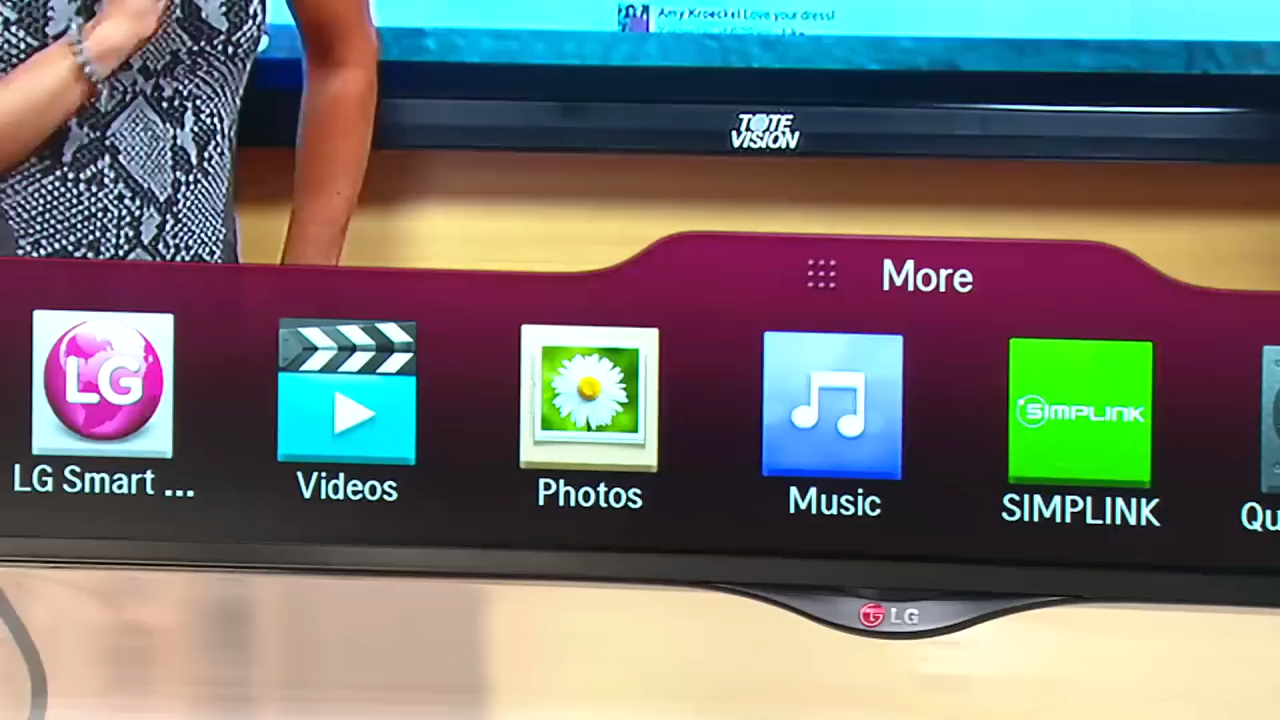 Amy Kroeckel Love your dress!
TOTE
VISION
More
LG
SIMPLINK
LG Smart ...
Videos
Photos
Music
SIMPLINK
Qu
LG